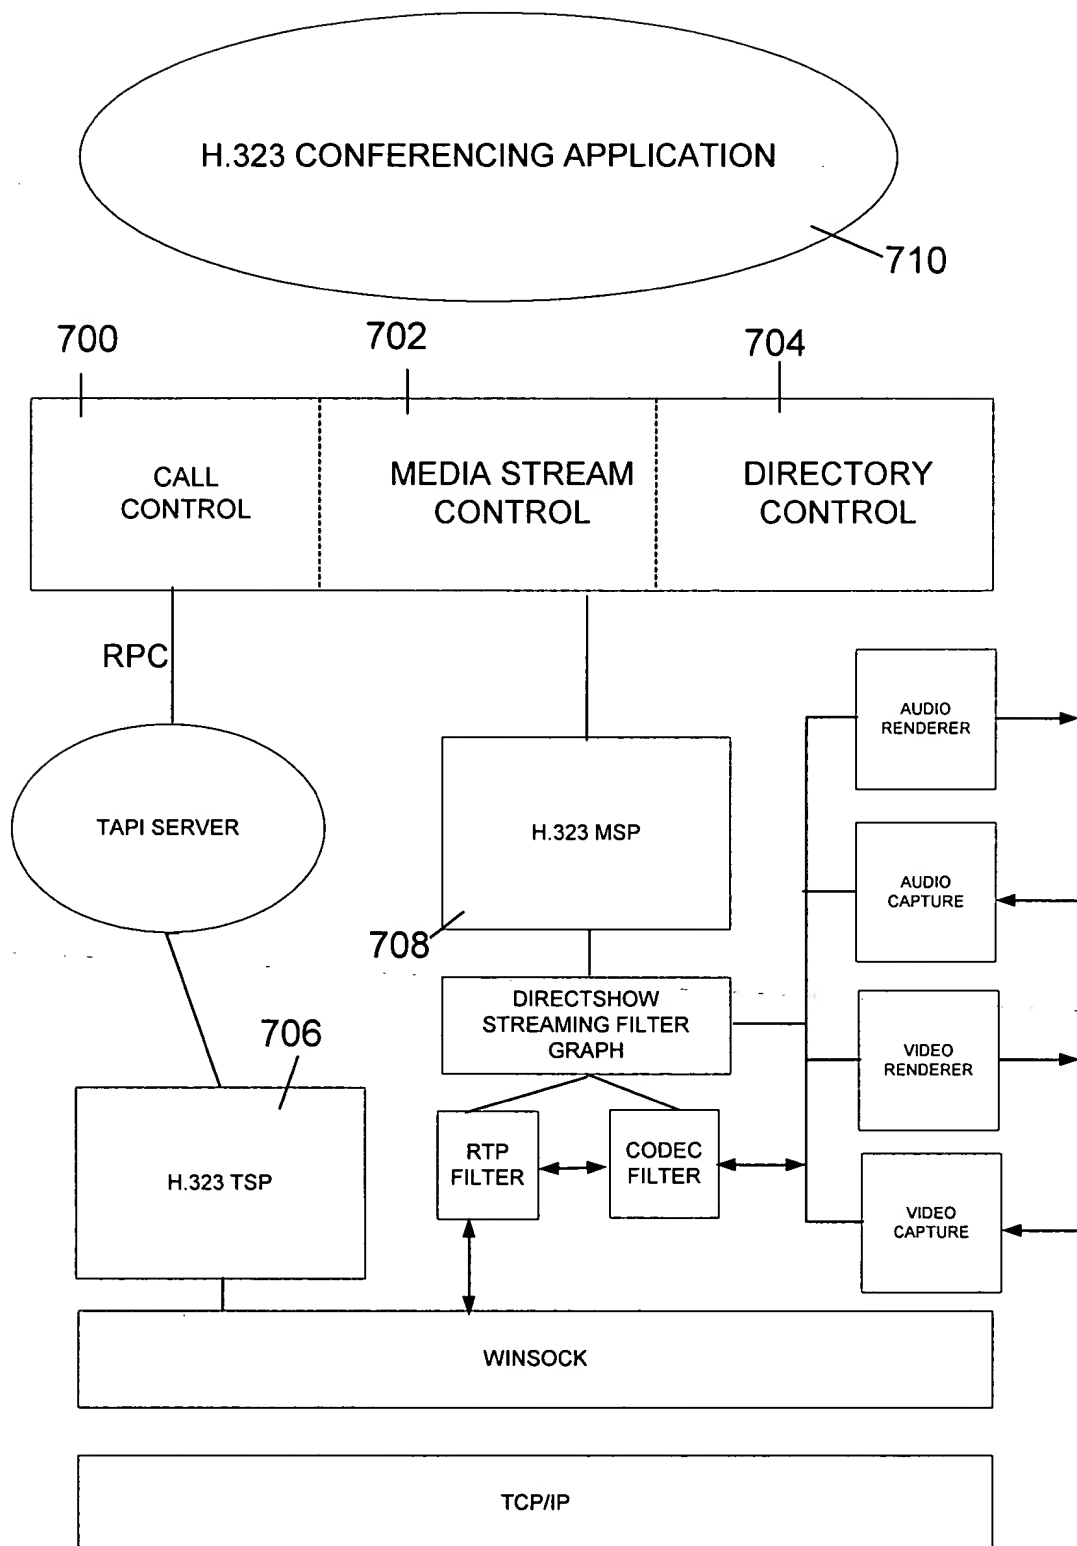 H.323 CONFERENCING APPLICATION
710
700
702
704
CALL
CONTROL
MEDIA STREAM
CONTROL
DIRECTORY
CONTROL
RPC
AUDIO
RENDERER
TAPI SERVER
H.323 MSP
AUDIO
CAPTURE
708
DIRECTSHOW
STREAMING FILTER
GRAPH
706
VIDEO
RENDERER
RTP
FILTER
CODEC
FILTER
H.323 TSP
VIDEO
CAPTURE
WINSOCK
TCP/IP